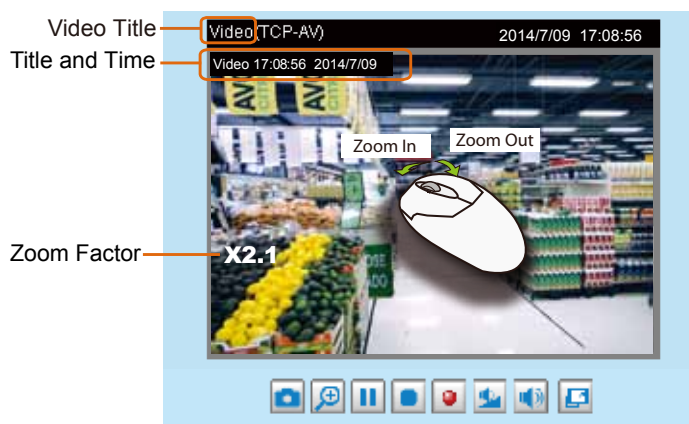 Video Title
Video(TCP-AV) 2014/7/09 17:08:56
Title and Time
Video 17:08:56 2014/7/09
Zoom In
Zoom Out
Zoom Factor
X2.1